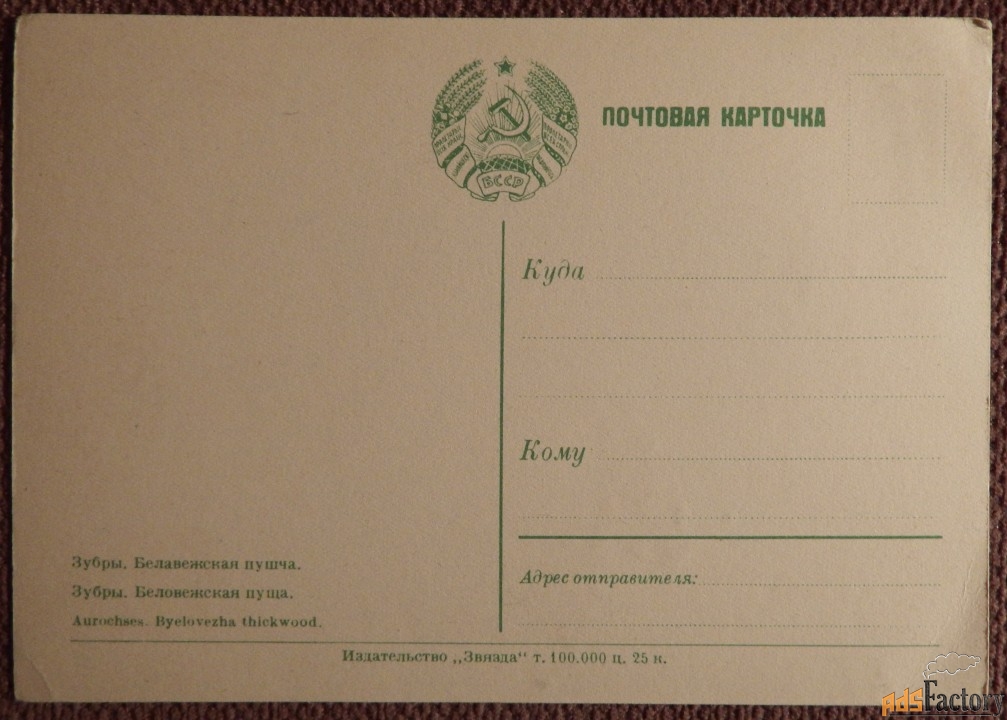 БССР
ПОЧТОВАЯ КАРТОЧКА
Куда
Кому
Адрес отправителя:
Зубры. Белавежская пушча.
Зубры. Беловежская пуща.
Aurochses. Byelovezha thickwood.
Издательство „Звязда“ т. 100.000 ц. 25 к.
AdsFactory